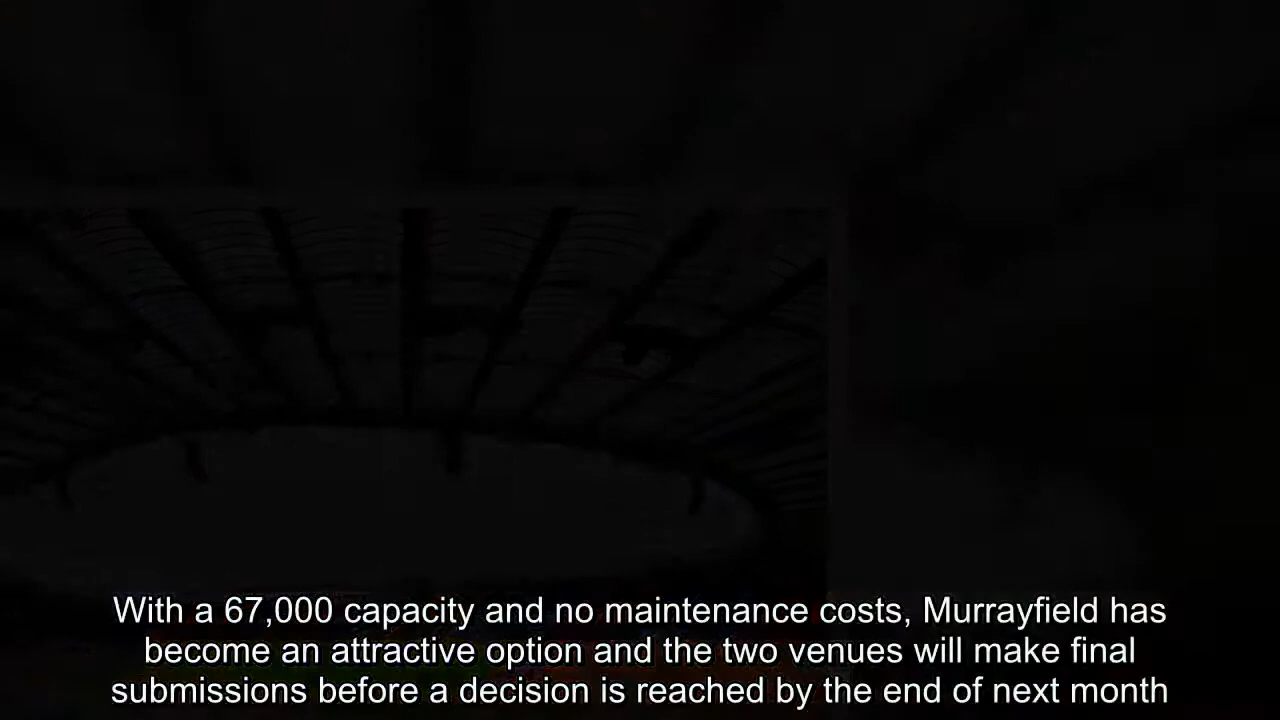 With a 67,000 capacity and no maintenance costs, Murrayfield has
become an attractive option and the two venues will make final
submissions before a decision is reached by the end of next month